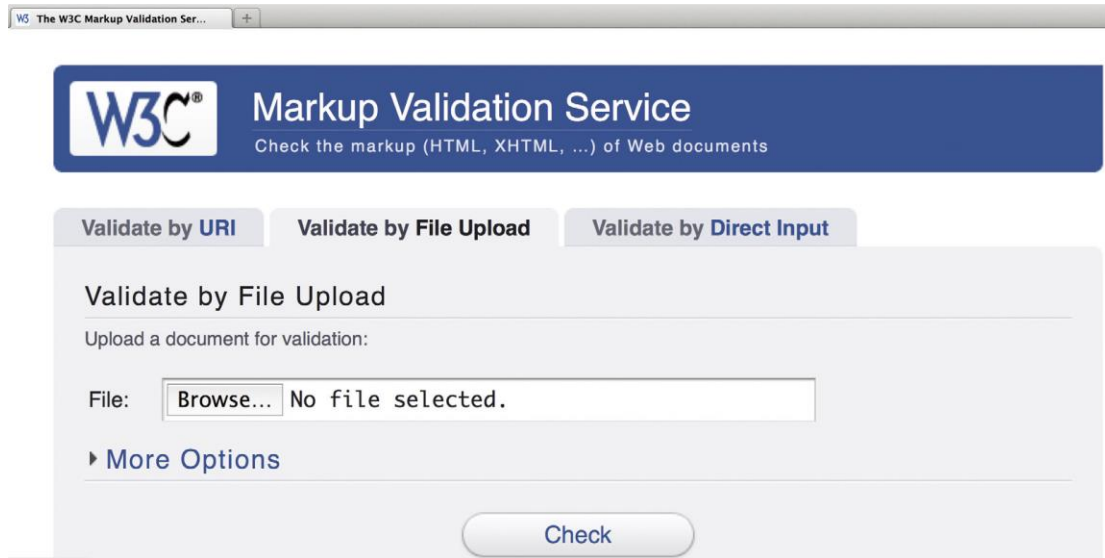 The W3C Markup Validation Ser...
W3C®
Markup Validation Service
Check the markup (HTML, XHTML, ...) of Web documents
Validate by URI Validate by File Upload Validate by Direct Input
Validate by File Upload
Upload a document for validation:
File: Browse... No file selected.
More Options
Check